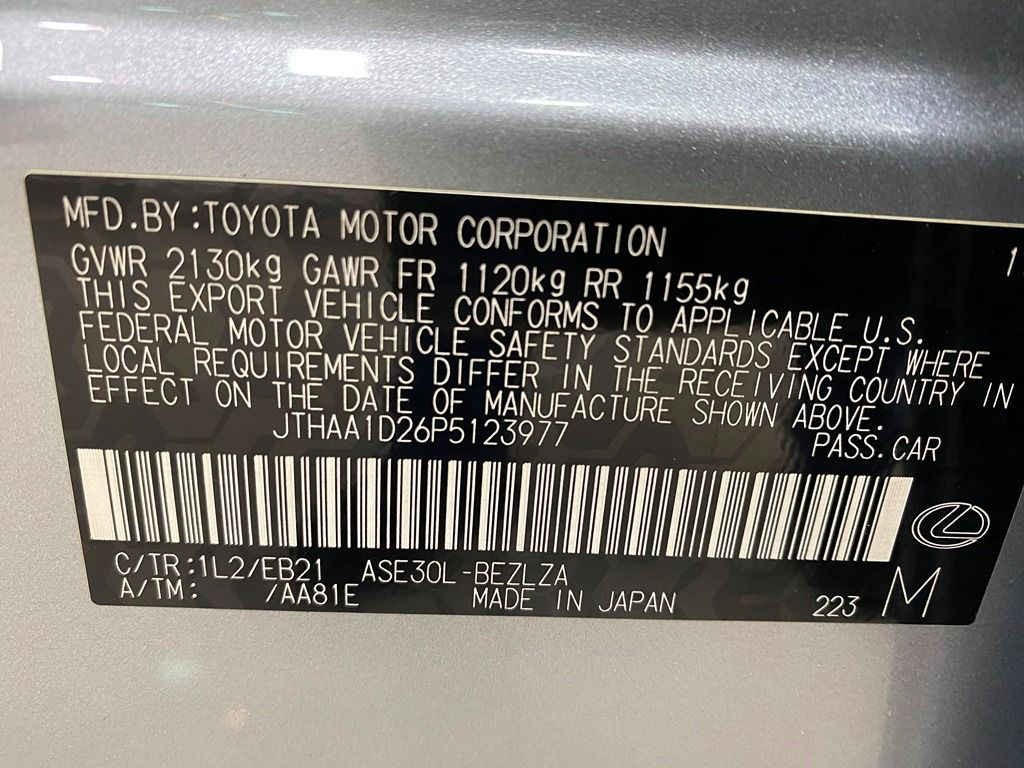 MFD.BY:TOYOTA MOTOR CORPORATION 1
GVWR 2130kg GAWR FR 1120kg RR 1155kg
THIS EXPORT VEHICLE CONFORMS TO APPLICABLE U.S.
FEDERAL MOTOR VEHICLE SAFETY STANDARDS EXCEPT WHERE
LOCAL REQUIREMENTS DIFFER IN THE RECEIVING COUNTRY IN
EFFECT ON THE DATE OF MANUFACTURE SHOWN ABOVE.
JTHAA1D26P5123977 PASS.CAR
C/TR:1L2/EB21 ASE30L-BEZLZA
A/TM: /AA81E MADE IN JAPAN 223 M